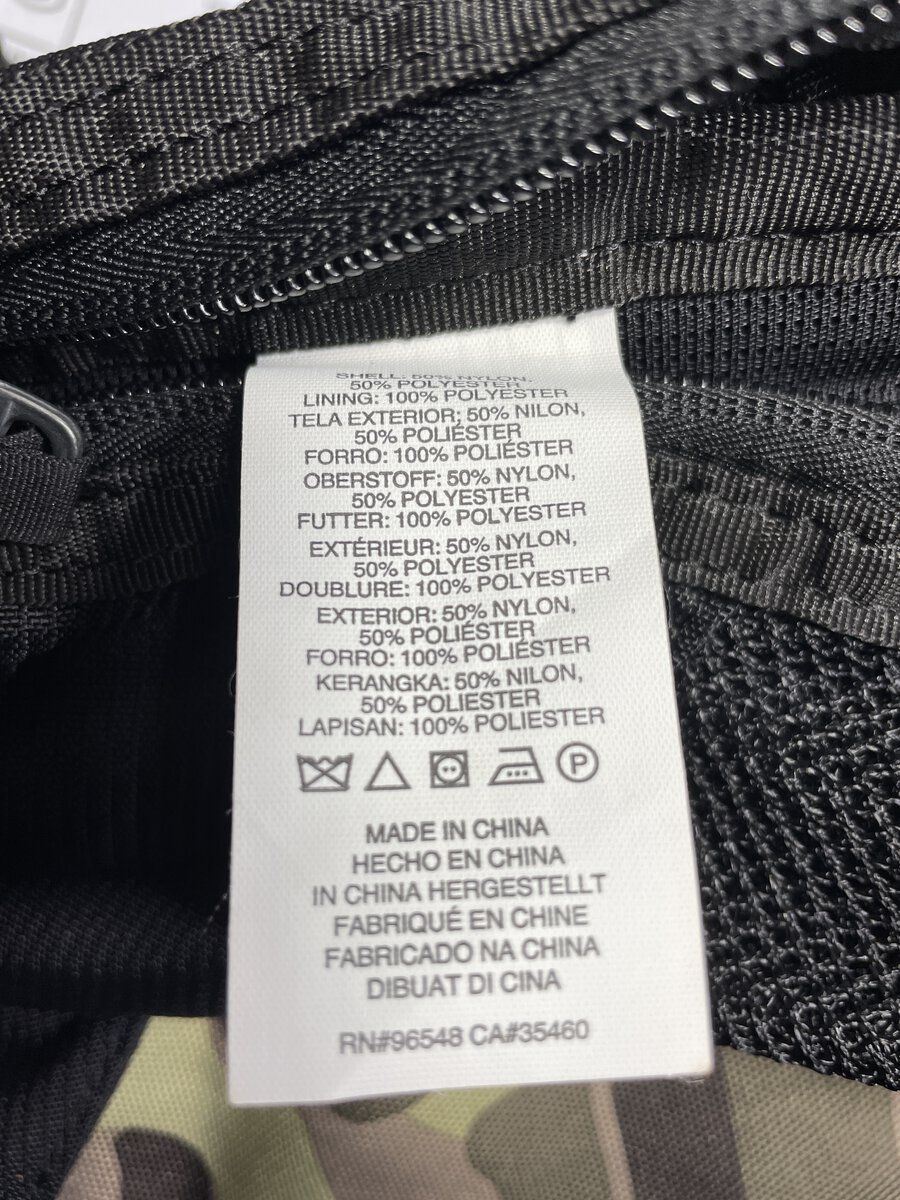 SHELL: 50% NYLON,
50% POLYESTER
LINING: 100% POLYESTER
TELA EXTERIOR; 50% NILON,
50% POLIÉSTER
FORRO: 100% POLIÉSTER
OBERSTOFF: 50% NYLON,
50% POLYESTER
FUTTER: 100% POLYESTER
EXTÉRIEUR: 50% NYLON,
50% POLYESTER
DOUBLURE: 100% POLYESTER
EXTERIOR: 50% NYLON,
50% POLIÉSTER
FORRO: 100% POLIÉSTER
KERANGKA: 50% NILON,
50% POLIESTER
LAPISAN: 100% POLIESTER
P
MADE IN CHINA
HECHO EN CHINA
IN CHINA HERGESTELLT
FABRIQUÉ EN CHINE
FABRICADO NA CHINA
DIBUAT DI CINA
RN#96548 CA#35460